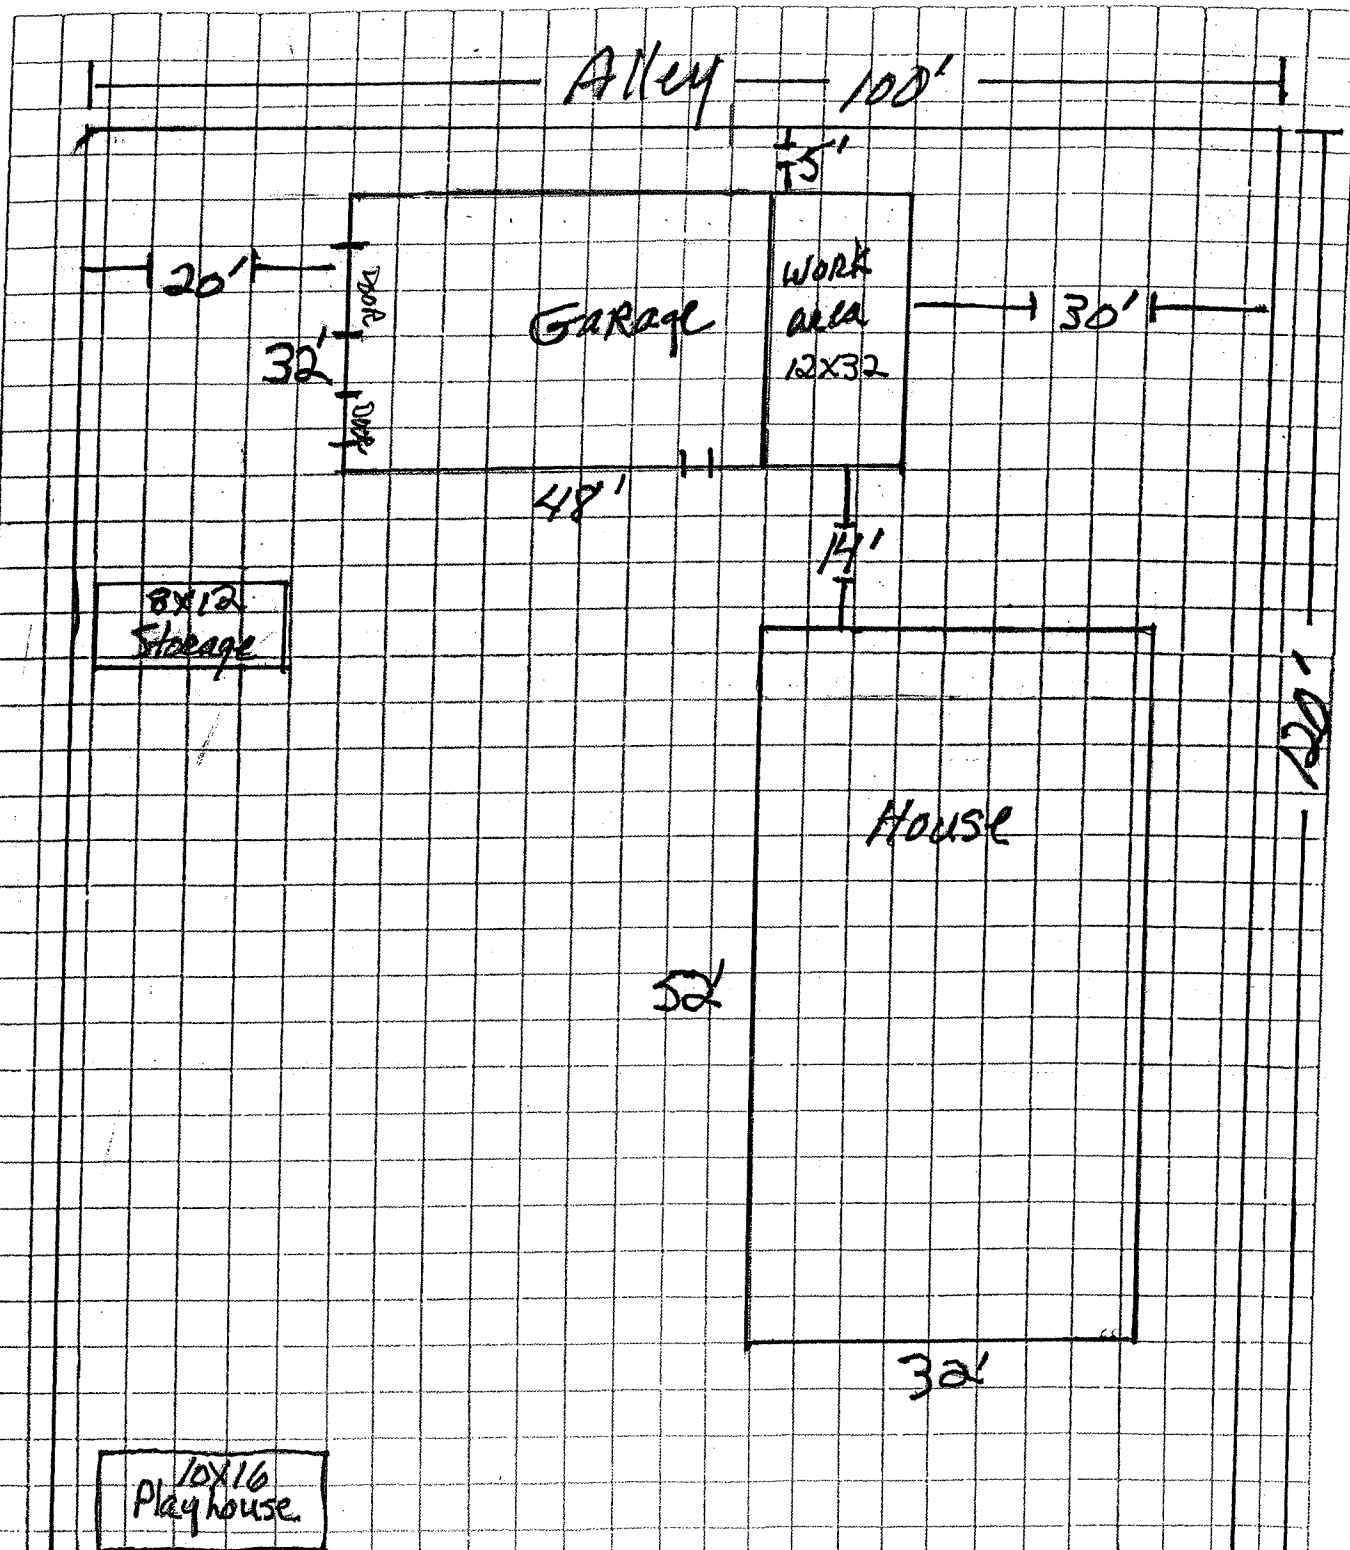 Alley 100'
5'
20'
Door
32'
Door
Garage
Work
area
12X32
30'
48'
14'
8X12
Storage
120'
House
52'
32'
10X16
Playhouse